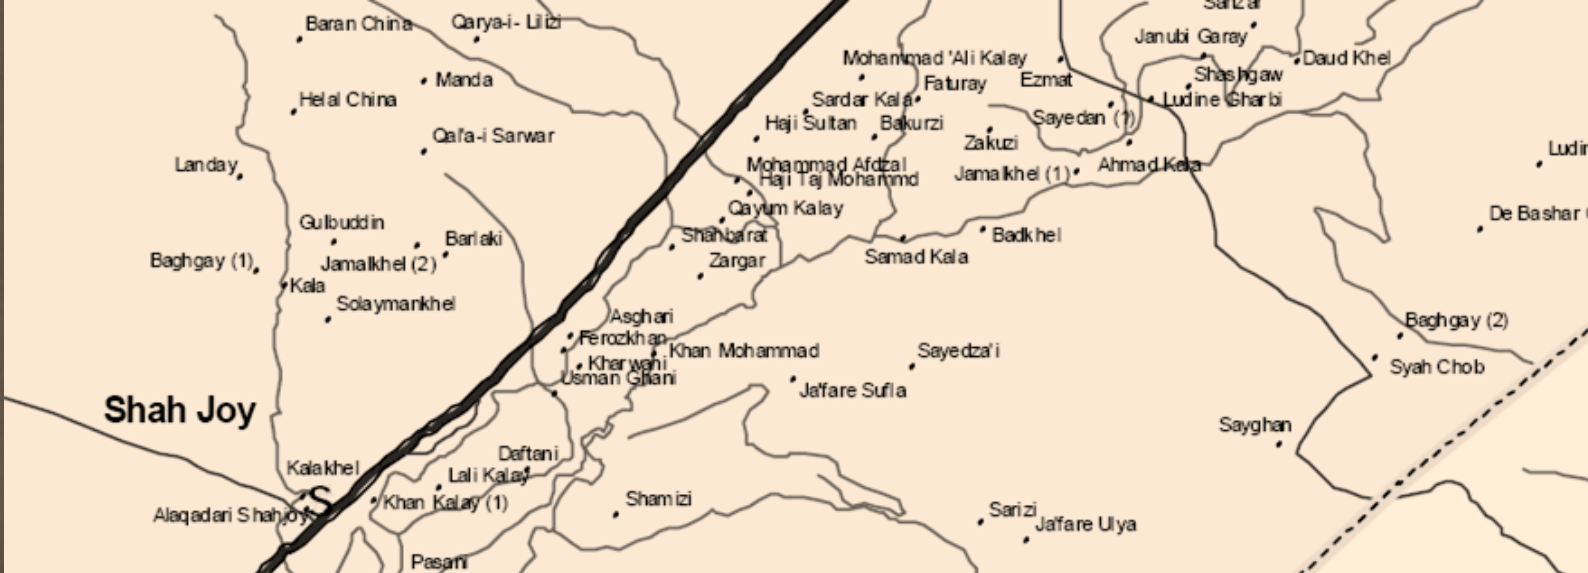 Sanzar
Baran China
Qarya-i- Lilizi
Janubi Garay
Mohammad 'Ali Kalay
Daud Khel
Manda
Faturay
Ezmat
Shashgaw
Helal China
Sardar Kala
Ludine Gharbi
Haji Sultan
Bakurzi
Sayedan (1)
Qal'a-i Sarwar
Zakuzi
Landay
Mohammad Afdzal
Jamalkhel (1)
Ahmad Kala
Haji Taj Mohammd
Qayum Kalay
De Bashar
Gulbuddin
Barlaki
Shahbarat
Badkhel
Baghgay (1)
Jamalkhel (2)
Zargar
Samad Kala
Kala
Solaymankhel
Asghari
Baghgay (2)
Ferozkhan
Khan Mohammad
Sayedza'i
Kharwani
Syah Chob
Usman Ghani
Ja'fare Sufla
Shah Joy
Sayghan
Daftani
Kalakhel
Lali Kalay
S
Khan Kalay (1)
Shamizi
Alaqadari Shahjoy
Sarizi
Ja'fare Ulya
Pasani